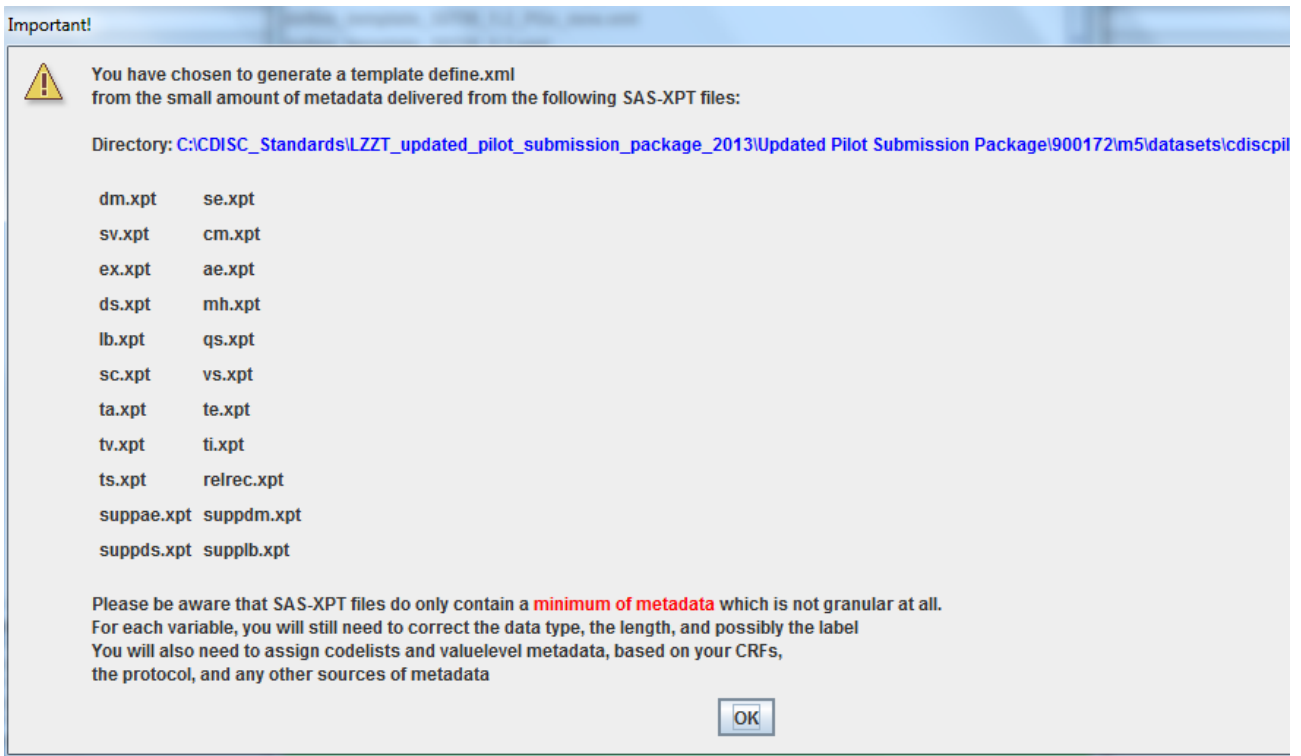 Important!
You have chosen to generate a template define.xml
from the small amount of metadata delivered from the following SAS-XPT files:
Directory: C:\CDISC_Standards\LZZT_updated_pilot_submission_package_2013\Updated Pilot Submission Package\900172\m5\datasets\cdiscpil
dm.xpt se.xpt
sv.xpt cm.xpt
ex.xpt ae.xpt
ds.xpt mh.xpt
lb.xpt qs.xpt
sc.xpt vs.xpt
ta.xpt te.xpt
tv.xpt ti.xpt
ts.xpt relrec.xpt
suppae.xpt suppdm.xpt
suppds.xpt supplb.xpt
Please be aware that SAS-XPT files do only contain a minimum of metadata which is not granular at all.
For each variable, you will still need to correct the data type, the length, and possibly the label
You will also need to assign codelists and valuelevel metadata, based on your CRFs,
the protocol, and any other sources of metadata
OK